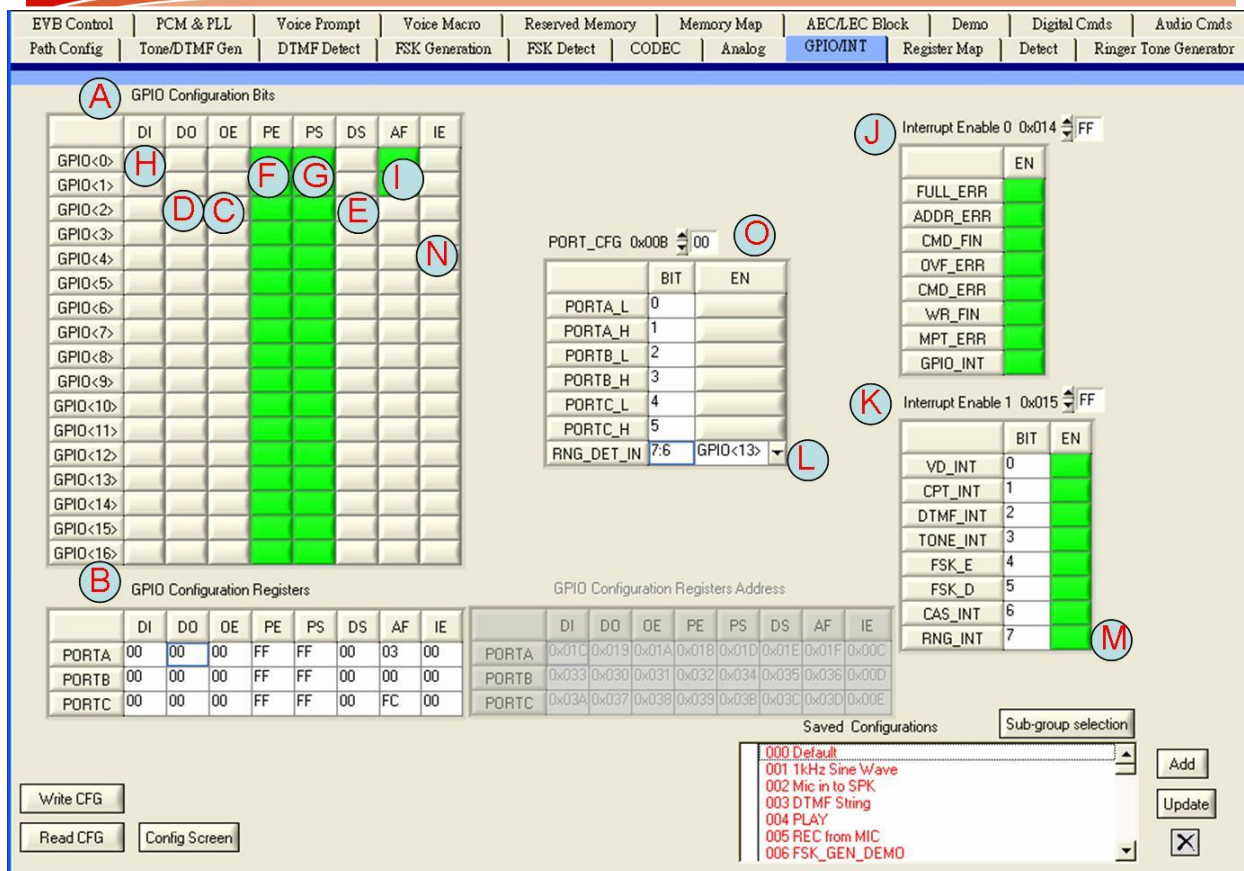 EVB Control PCM & PLL Voice Prompt Voice Macro Reserved Memory Memory Map AEC/LEC Block Demo Digital Cmds Audio Cmds
Path Config Tone/DTMF Gen DTMF Detect FSK Generation FSK Detect CODEC Analog GPIO/INT Register Map Detect Ringer Tone Generator
A GPIO Configuration Bits
DI DO OE PE PS DS AF IE
GPIO<0>
GPIO<1>
GPIO<2>
GPIO<3>
GPIO<4>
GPIO<5>
GPIO<6>
GPIO<7>
GPIO<8>
GPIO<9>
GPIO<10>
GPIO<11>
GPIO<12>
GPIO<13>
GPIO<14>
GPIO<15>
GPIO<16>
H F G I
D C E
N
PORT_CFG 0x00B 00 O
BIT EN
PORTA_L 0
PORTA_H 1
PORTB_L 2
PORTB_H 3
PORTC_L 4
PORTC_H 5
RNG_DET_IN 7:6 GPIO<13> L
J Interrupt Enable 0 0x014 FF
EN
FULL_ERR
ADDR_ERR
CMD_FIN
OVF_ERR
CMD_ERR
WR_FIN
MPT_ERR
GPIO_INT
K Interrupt Enable 1 0x015 FF
BIT EN
VD_INT 0
CPT_INT 1
DTMF_INT 2
TONE_INT 3
FSK_E 4
FSK_D 5
CAS_INT 6
RNG_INT 7 M
B GPIO Configuration Registers
DI DO OE PE PS DS AF IE
PORTA 00 00 00 FF FF 00 03 00
PORTB 00 00 00 FF FF 00 00 00
PORTC 00 00 00 FF FF 00 FC 00
GPIO Configuration Registers Address
DI DO OE PE PS DS AF IE
PORTA 0x01C 0x019 0x01A 0x01B 0x01D 0x01E 0x01F 0x00C
PORTB 0x033 0x030 0x031 0x032 0x034 0x035 0x036 0x00D
PORTC 0x03A 0x037 0x038 0x039 0x03B 0x03C 0x03D 0x00E
Saved Configurations Sub-group selection
000 Default
001 1kHz Sine Wave
002 Mic in to SPK
003 DTMF String
004 PLAY
005 REC from MIC
006 FSK_GEN_DEMO
Add
Update
X
Write CFG
Read CFG Config Screen